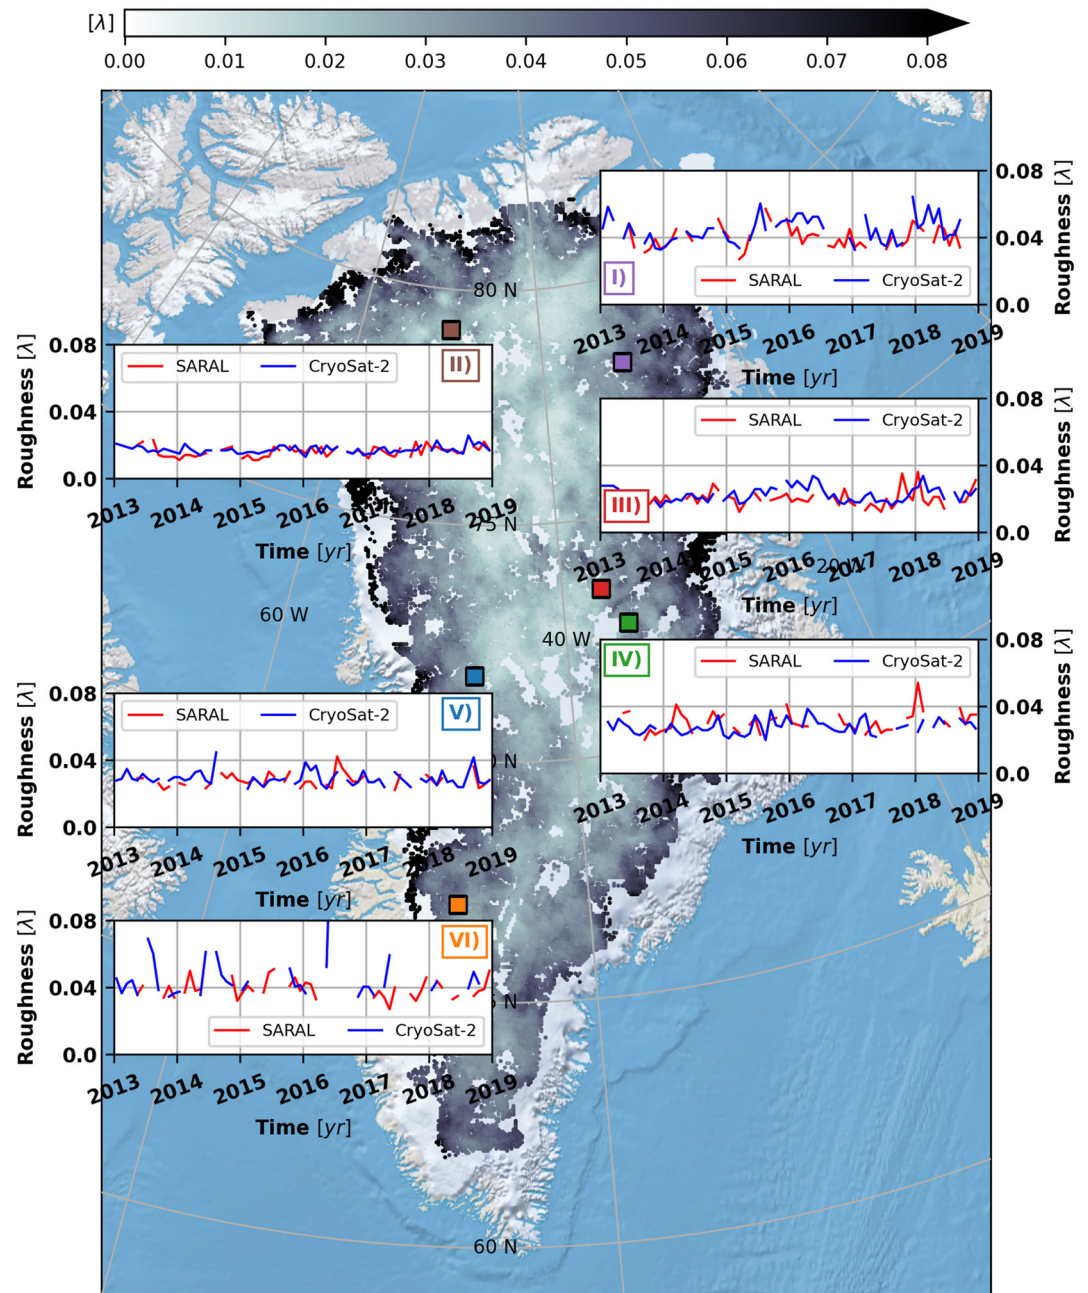 [λ]
0.00 0.01 0.02 0.03 0.04 0.05 0.06 0.07 0.08
80 N
75 N
60 W
40 W
20 W
0 N
5 N
60 N
Roughness [λ]
0.08
0.04
0.0
I)
SARAL CryoSat-2
2013 2014 2015 2016 2017 2018 2019
Time [yr]
Roughness [λ]
0.08
0.04
0.0
SARAL CryoSat-2
II)
2013 2014 2015 2016 2017 2018 2019
Time [yr]
Roughness [λ]
0.08
0.04
0.0
SARAL CryoSat-2
III)
2013 2014 2015 2016 2017 2018 2019
Time [yr]
Roughness [λ]
0.08
0.04
0.0
IV)
SARAL CryoSat-2
2013 2014 2015 2016 2017 2018 2019
Time [yr]
Roughness [λ]
0.08
0.04
0.0
SARAL CryoSat-2
V)
2013 2014 2015 2016 2017 2018 2019
Time [yr]
Roughness [λ]
0.08
0.04
0.0
VI)
SARAL CryoSat-2
2013 2014 2015 2016 2017 2018 2019
Time [yr]